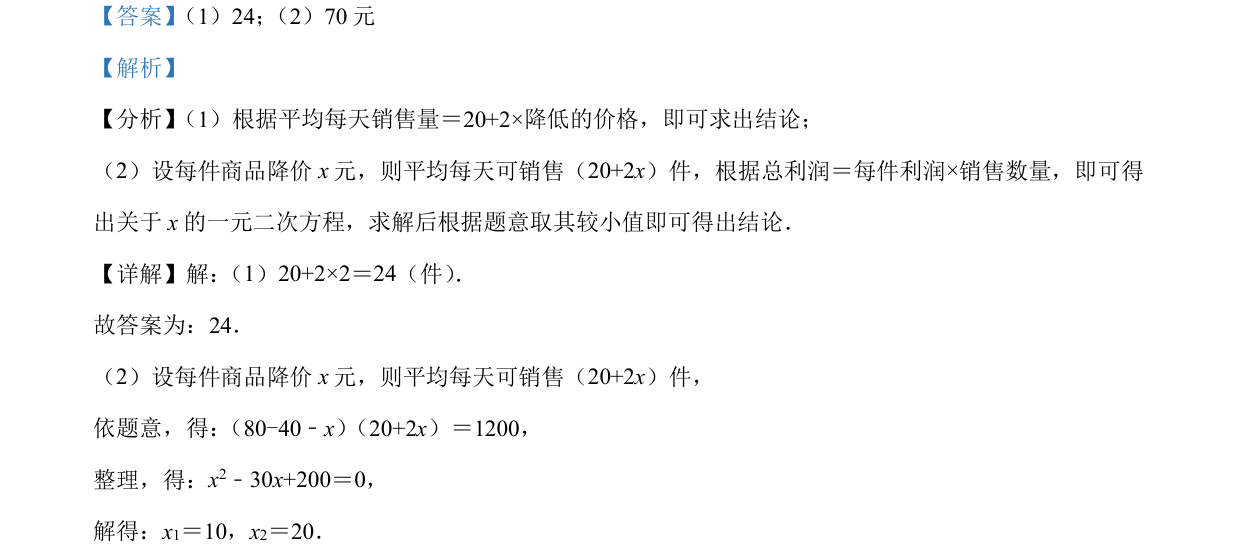 【答案】（1）24；（2）70 元
【解析】
【分析】（1）根据平均每天销售量＝20+2×降低的价格，即可求出结论；
（2）设每件商品降价 x 元，则平均每天可销售（20+2x）件，根据总利润＝每件利润×销售数量，即可得
出关于 x 的一元二次方程，求解后根据题意取其较小值即可得出结论．
【详解】解：（1）20+2×2＝24（件）．
故答案为：24．
（2）设每件商品降价 x 元，则平均每天可销售（20+2x）件，
依题意，得：（80-40﹣x）（20+2x）＝1200，
整理，得：x²﹣30x+200＝0，
解得：x₁＝10，x₂＝20．